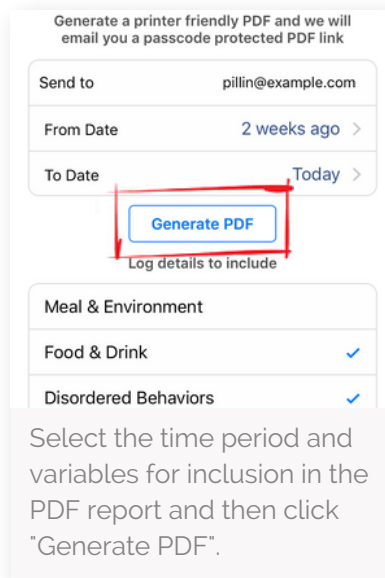 Generate a printer friendly PDF and we will
email you a passcode protected PDF link
Send to pillin@example.com
From Date 2 weeks ago
To Date Today
Generate PDF
Log details to include
Meal & Environment
Food & Drink
Disordered Behaviors
Select the time period and
variables for inclusion in the
PDF report and then click
"Generate PDF".